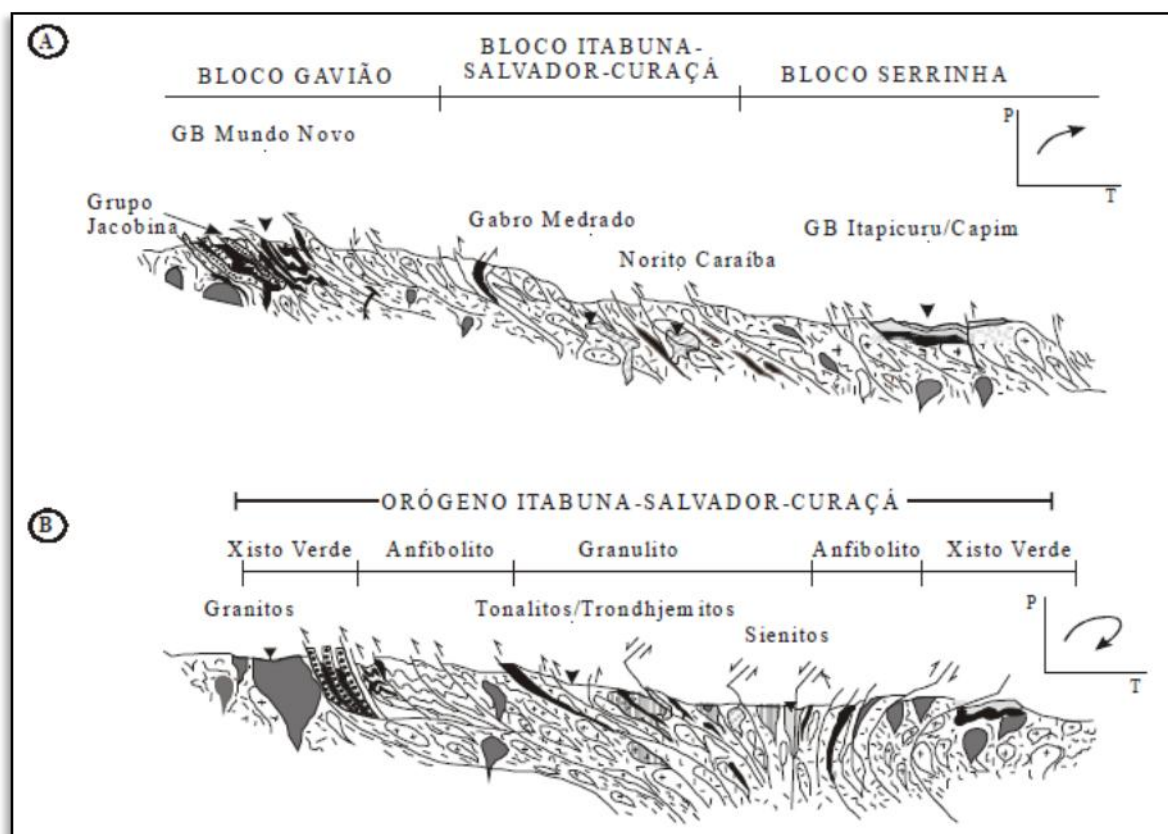 A
BLOCO GAVIÃO
BLOCO ITABUNA-
SALVADOR-CURAÇÁ
BLOCO SERRINHA
GB Mundo Novo
P
T
Grupo
Jacobina
Gabro Medrado
Norito Caraíba
GB Itapicuru/Capim
B
ORÓGENO ITABUNA-SALVADOR-CURAÇÁ
Xisto Verde
Anfibolito
Granulito
Anfibolito
Xisto Verde
Granitos
Tonalitos/Trondhjemitos
Sienitos
P
T